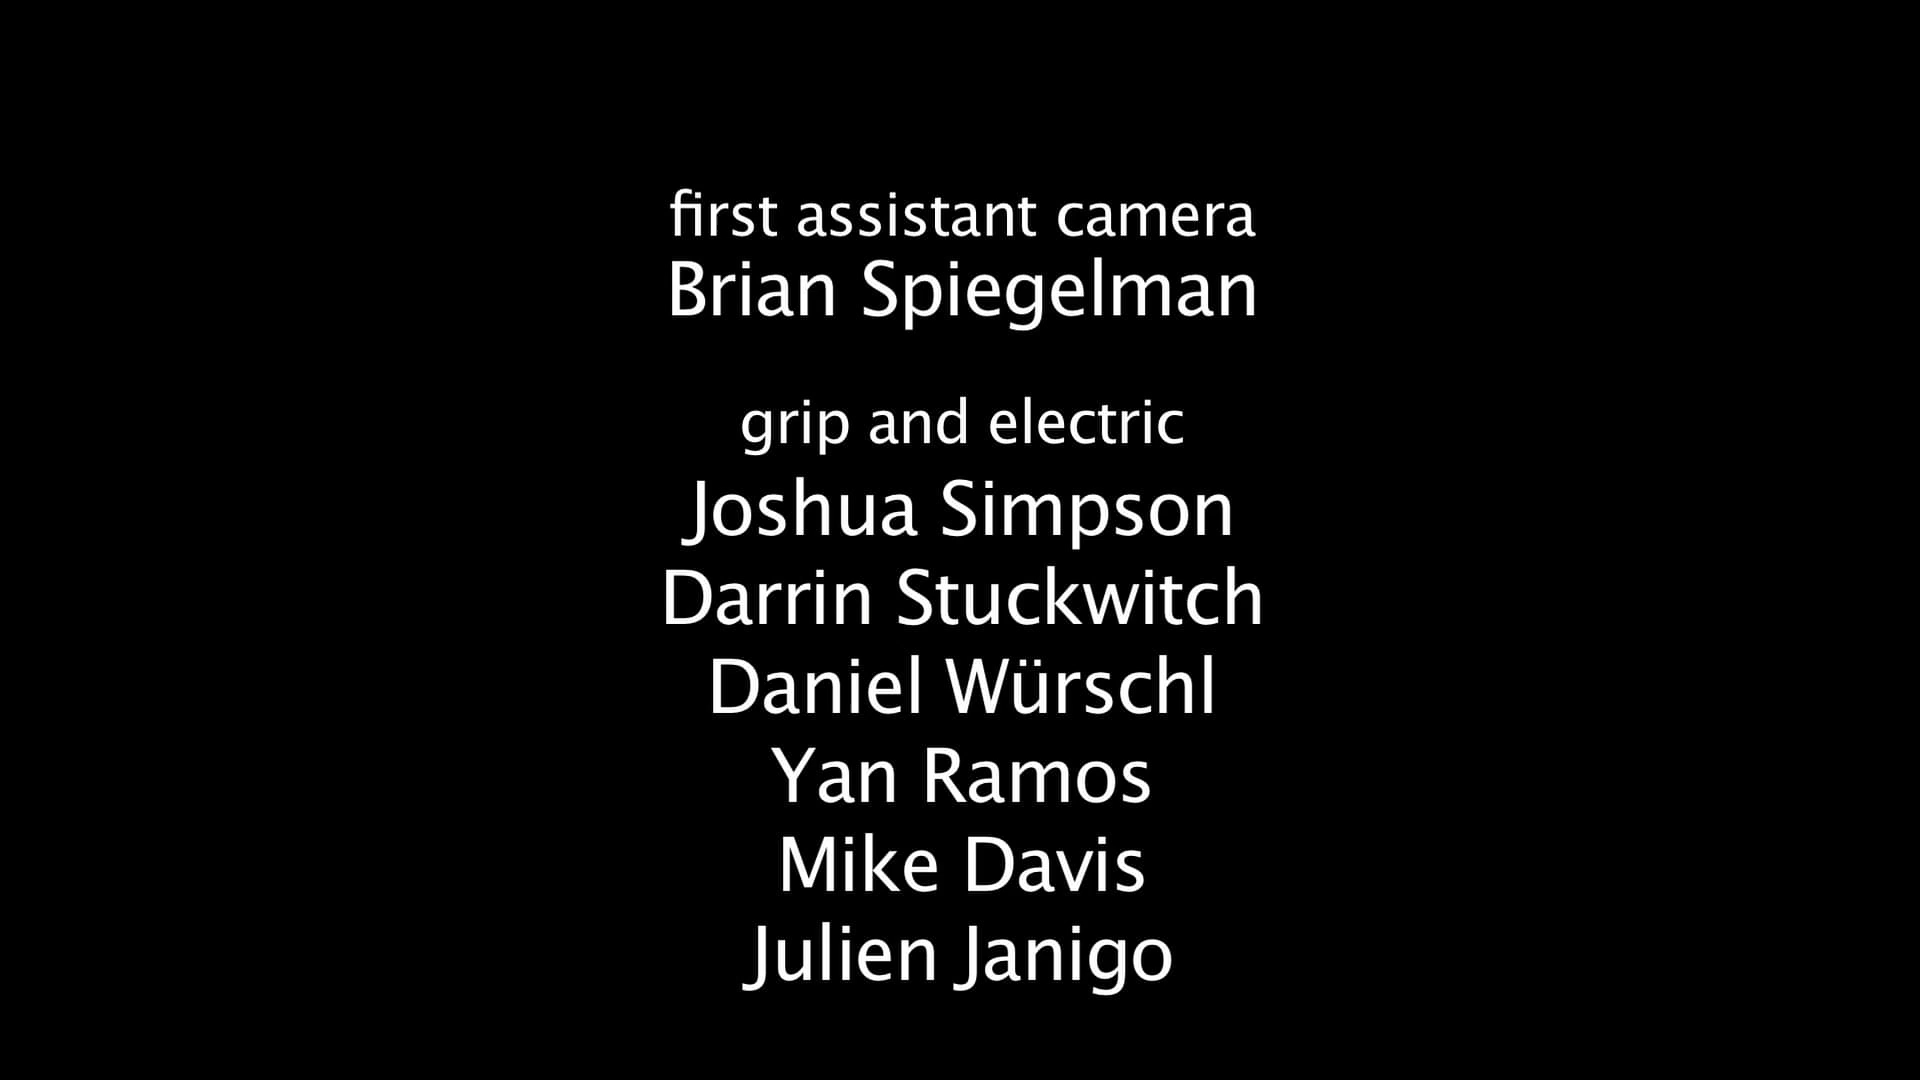 first assistant camera
Brian Spiegelman
grip and electric
Joshua Simpson
Darrin Stuckwitch
Daniel Würschl
Yan Ramos
Mike Davis
Julien Janigo